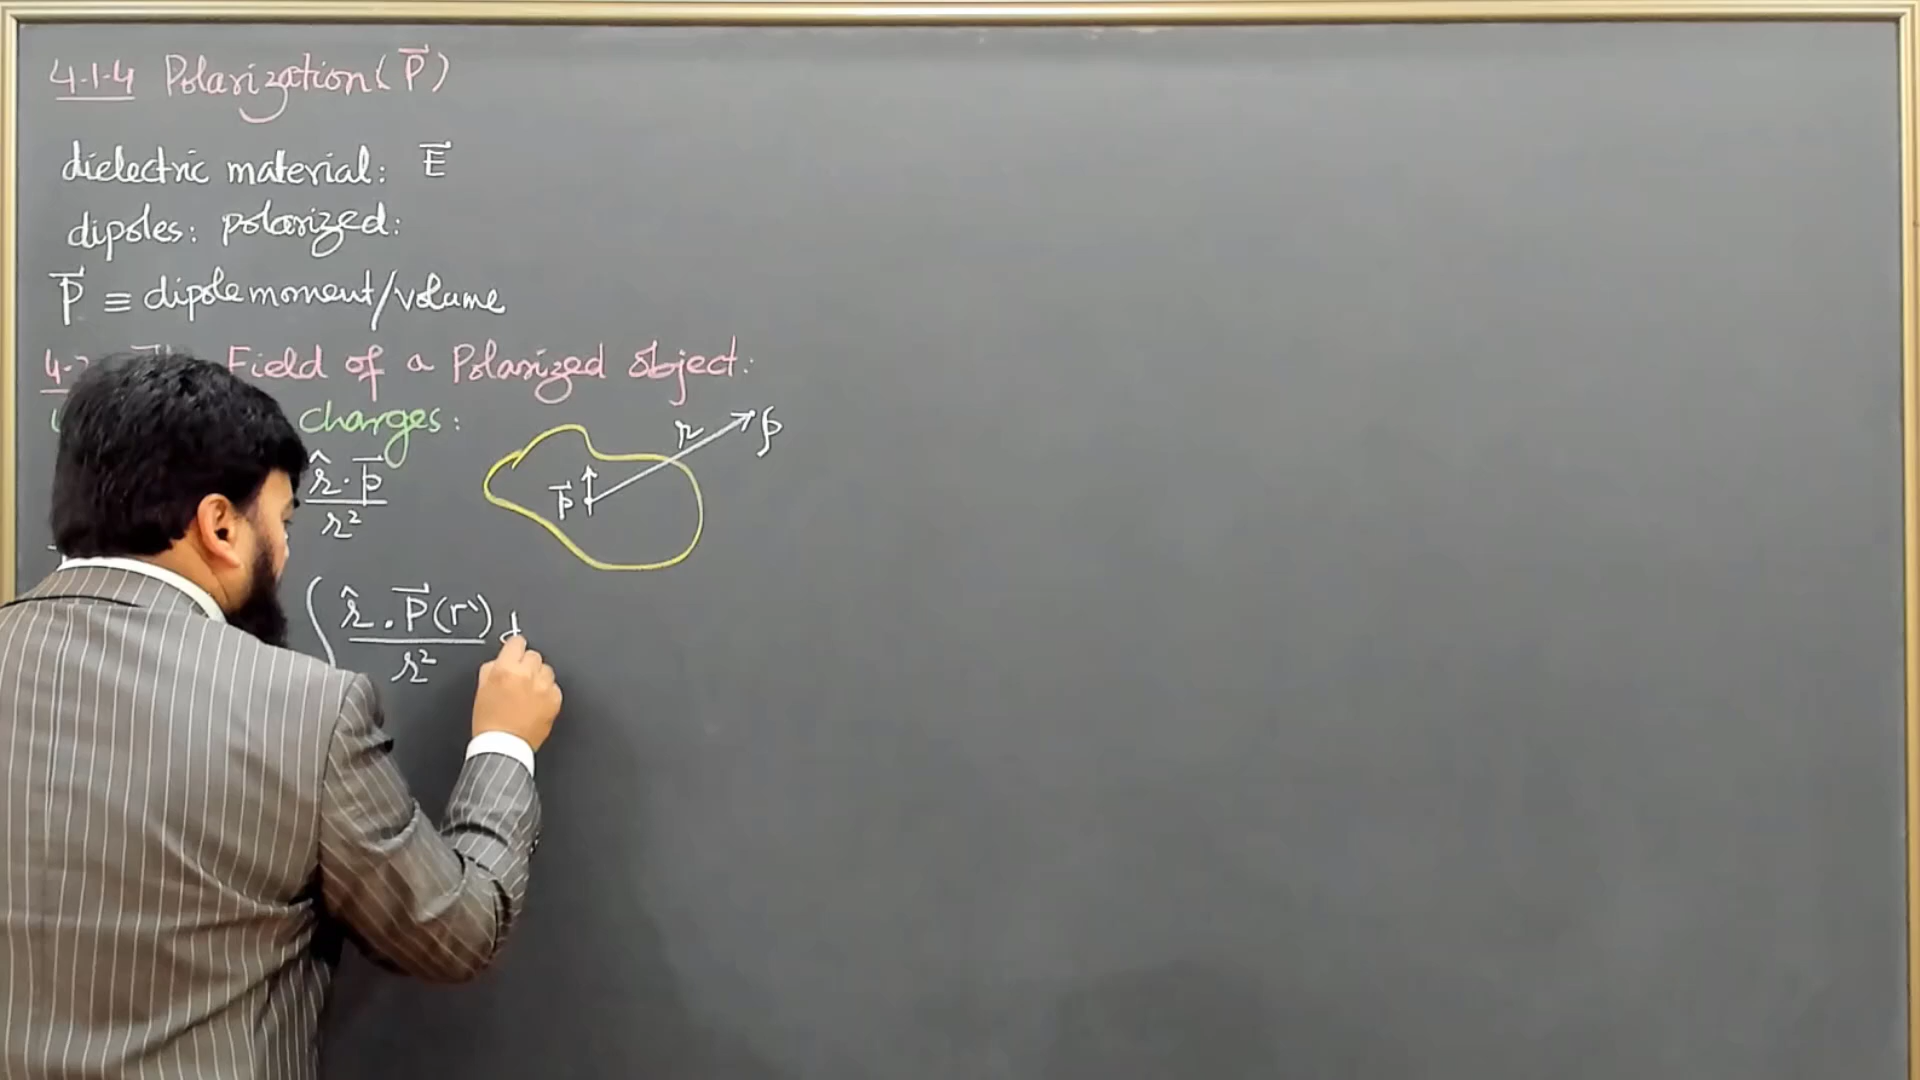 4.1.4 Polarization (P⃗)
dielectric material: E⃗
dipoles: polarized:
P⃗ ≡ dipole moment/volume
Field of a Polarized object:
charges:
r̂ · p⃗
r²
r
p
p⃗
∫ r̂ · P⃗(r`) d
r²